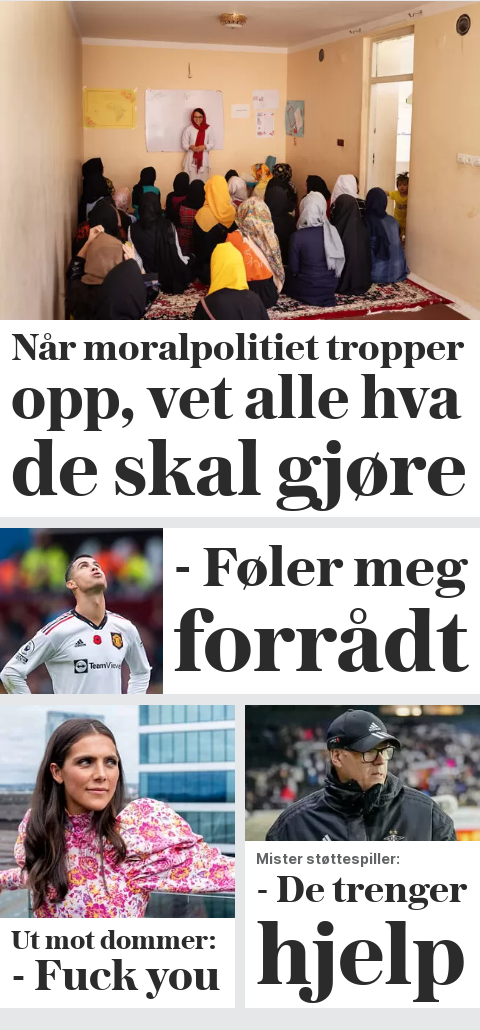 Når moralpolitiet tropper
opp, vet alle hva
de skal gjøre
- Føler meg
forrådt
TeamViewer
Ut mot dommer:
- Fuck you
Mister støttespiller:
- De trenger
hjelp